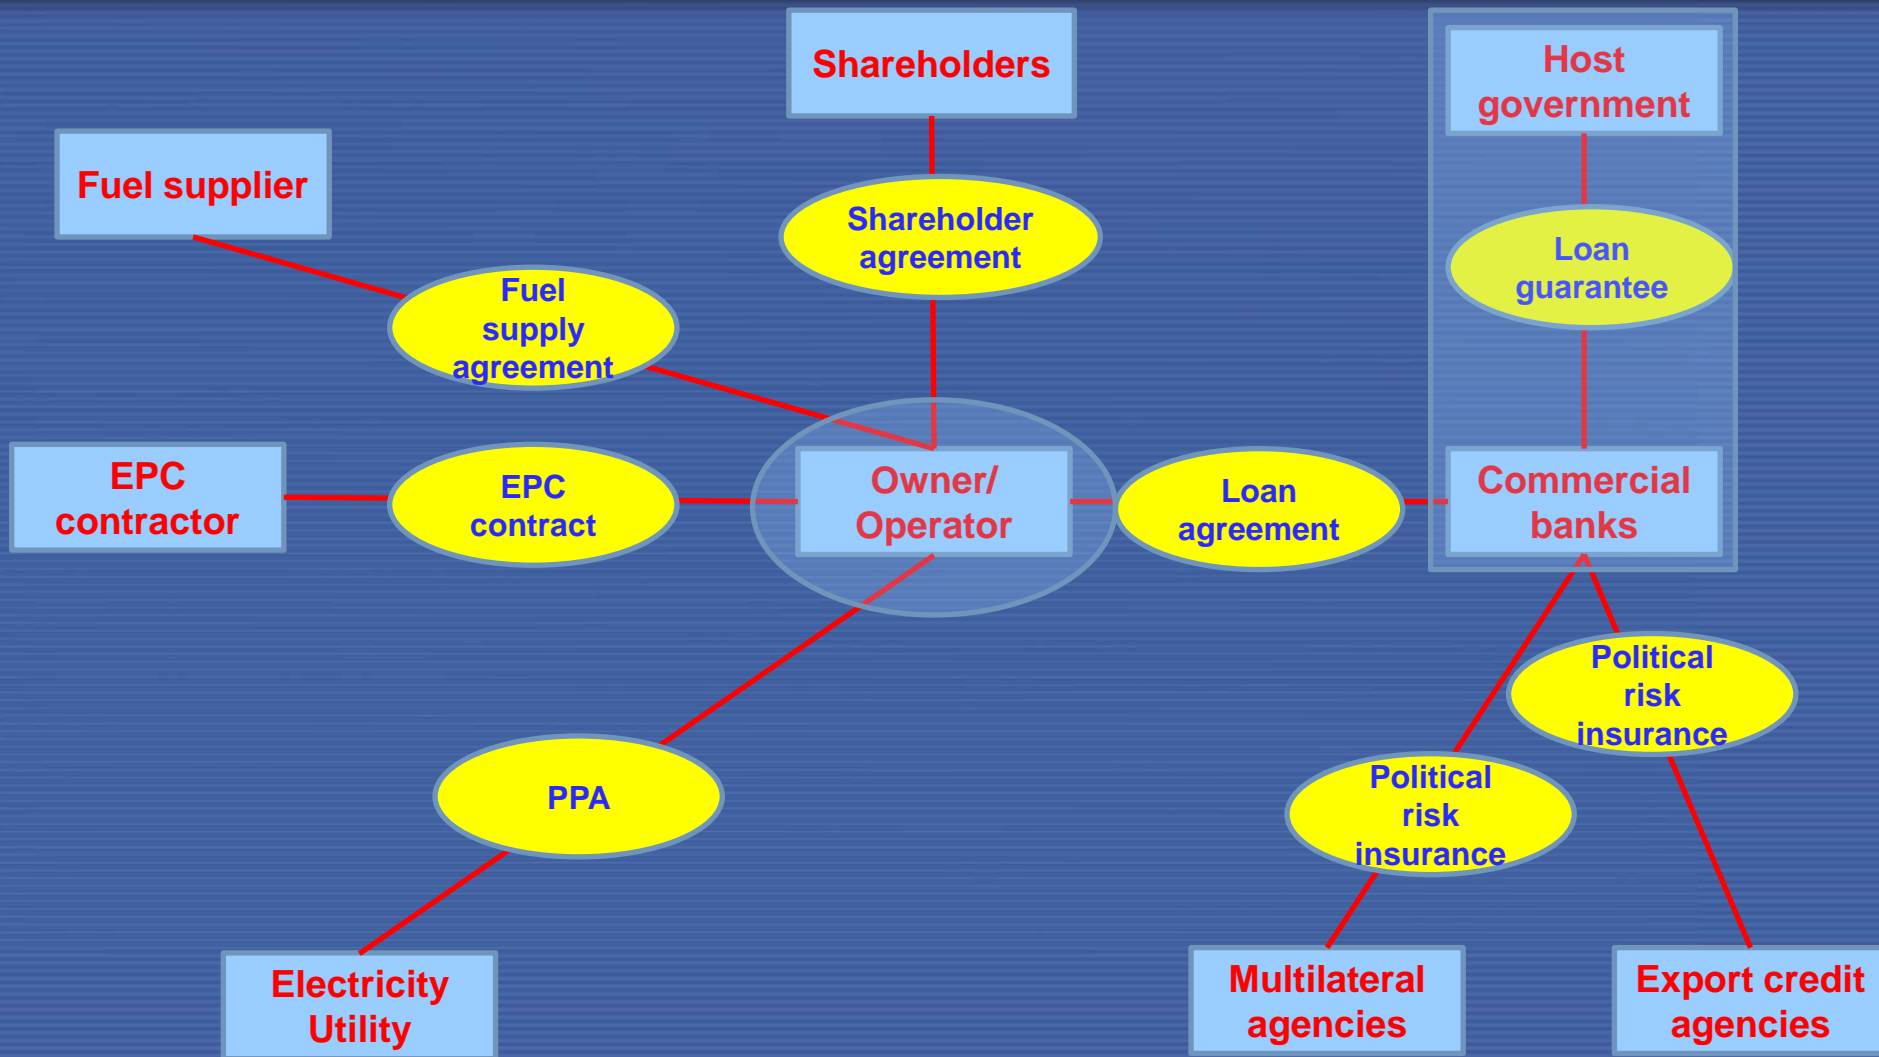 Shareholders
Host
government
Fuel supplier
Shareholder
agreement
Loan
guarantee
Fuel
supply
agreement
EPC
contractor
EPC
contract
Owner/
Operator
Loan
agreement
Commercial
banks
Political
risk
insurance
PPA
Political
risk
insurance
Electricity
Utility
Multilateral
agencies
Export credit
agencies